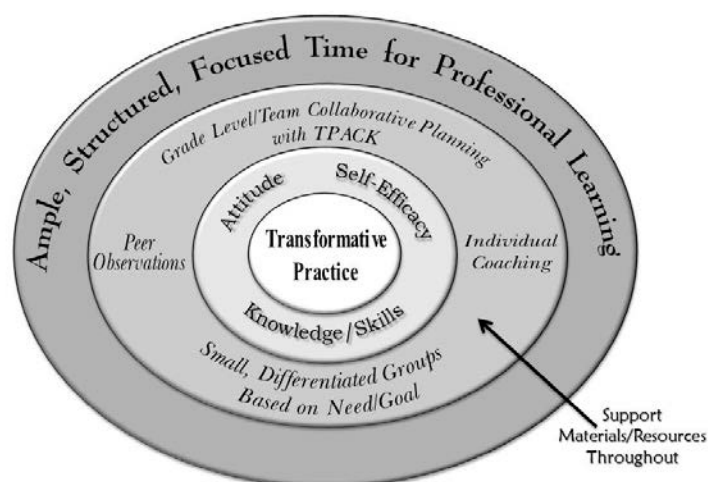 Ample, Structured, Focused Time for Professional Learning
Grade Level/Team Collaborative Planning
with TPACK
Attitude
Self-Efficacy
Peer
Observations
Transformative
Practice
Individual
Coaching
Knowledge/Skills
Small, Differentiated Groups
Based on Need/Goal
Support
Materials/Resources
Throughout